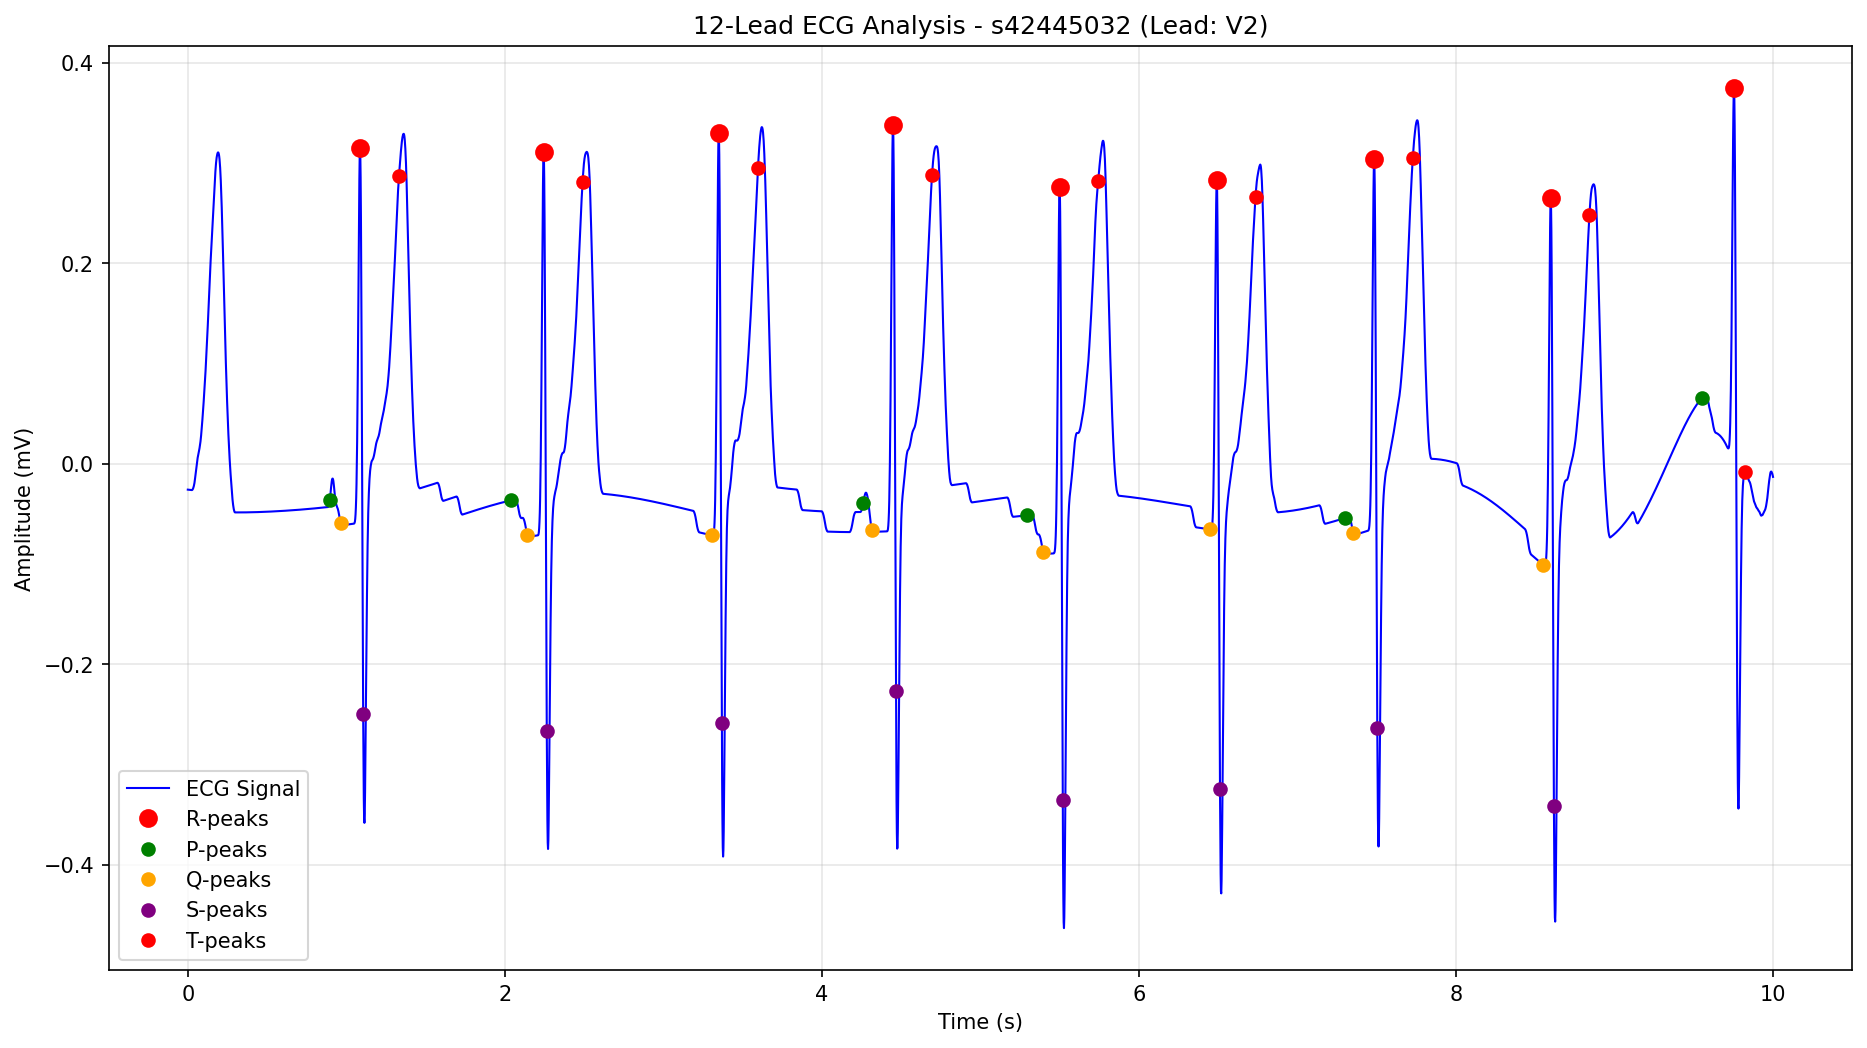 12-Lead ECG Analysis - s42445032 (Lead: V2)
0.4
0.2
0.0
−0.2
−0.4
Amplitude (mV)
ECG Signal
R-peaks
P-peaks
Q-peaks
S-peaks
T-peaks
0 2 4 6 8 10
Time (s)